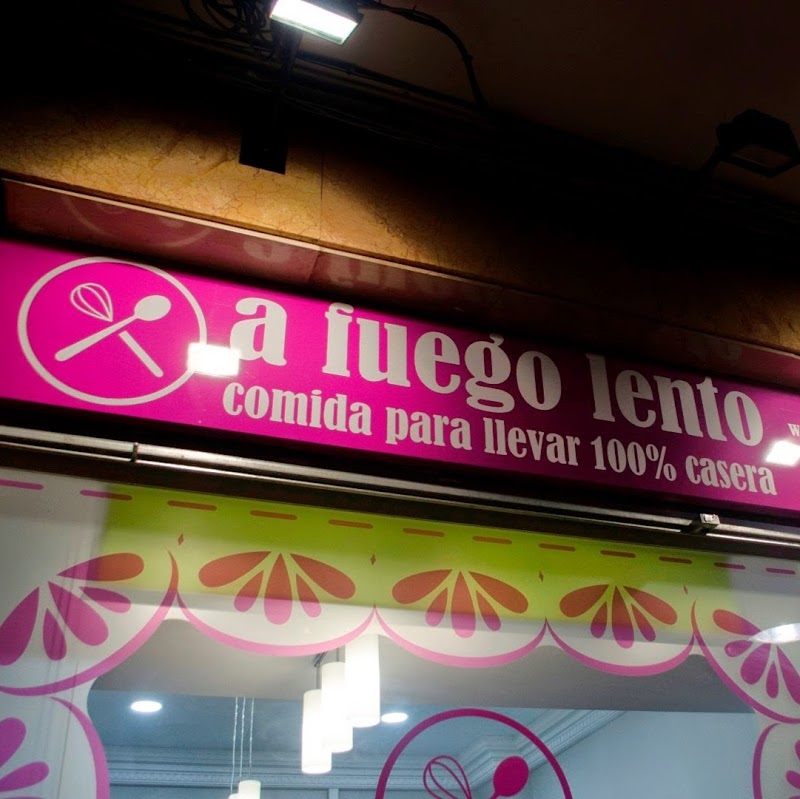 a fuego lento
comida para llevar 100% casera